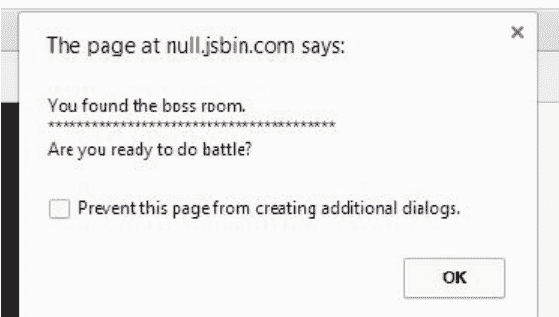 The page at null.jsbin.com says:
You found the boss room.
****************************************
Are you ready to do battle?
Prevent this page from creating additional dialogs.
OK